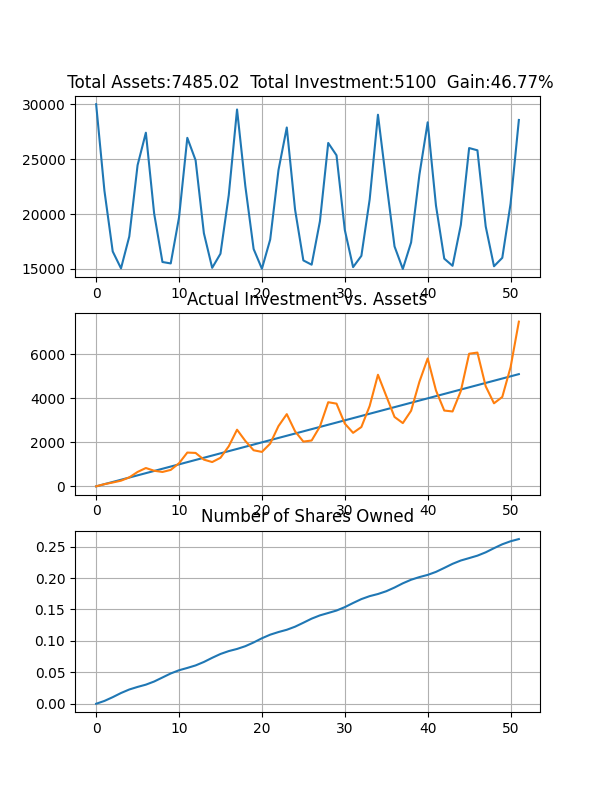 Total Assets:7485.02  Total Investment:5100  Gain:46.77%
30000
25000
20000
15000
0 10 20 30 40 50
Actual Investment vs. Assets
6000
4000
2000
0
0 10 20 30 40 50
Number of Shares Owned
0.25
0.20
0.15
0.10
0.05
0.00
0 10 20 30 40 50